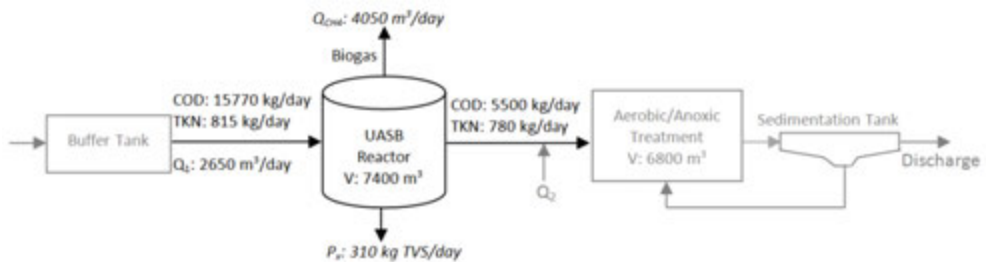 Q_CH4: 4050 m³/day
Biogas
COD: 15770 kg/day
TKN: 815 kg/day
COD: 5500 kg/day
TKN: 780 kg/day
Buffer Tank
UASB
Reactor
V: 7400 m³
Aerobic/Anoxic
Treatment
V: 6800 m³
Sedimentation Tank
Discharge
Q₁: 2650 m³/day
Q₂
Pₓ: 310 kg TVS/day